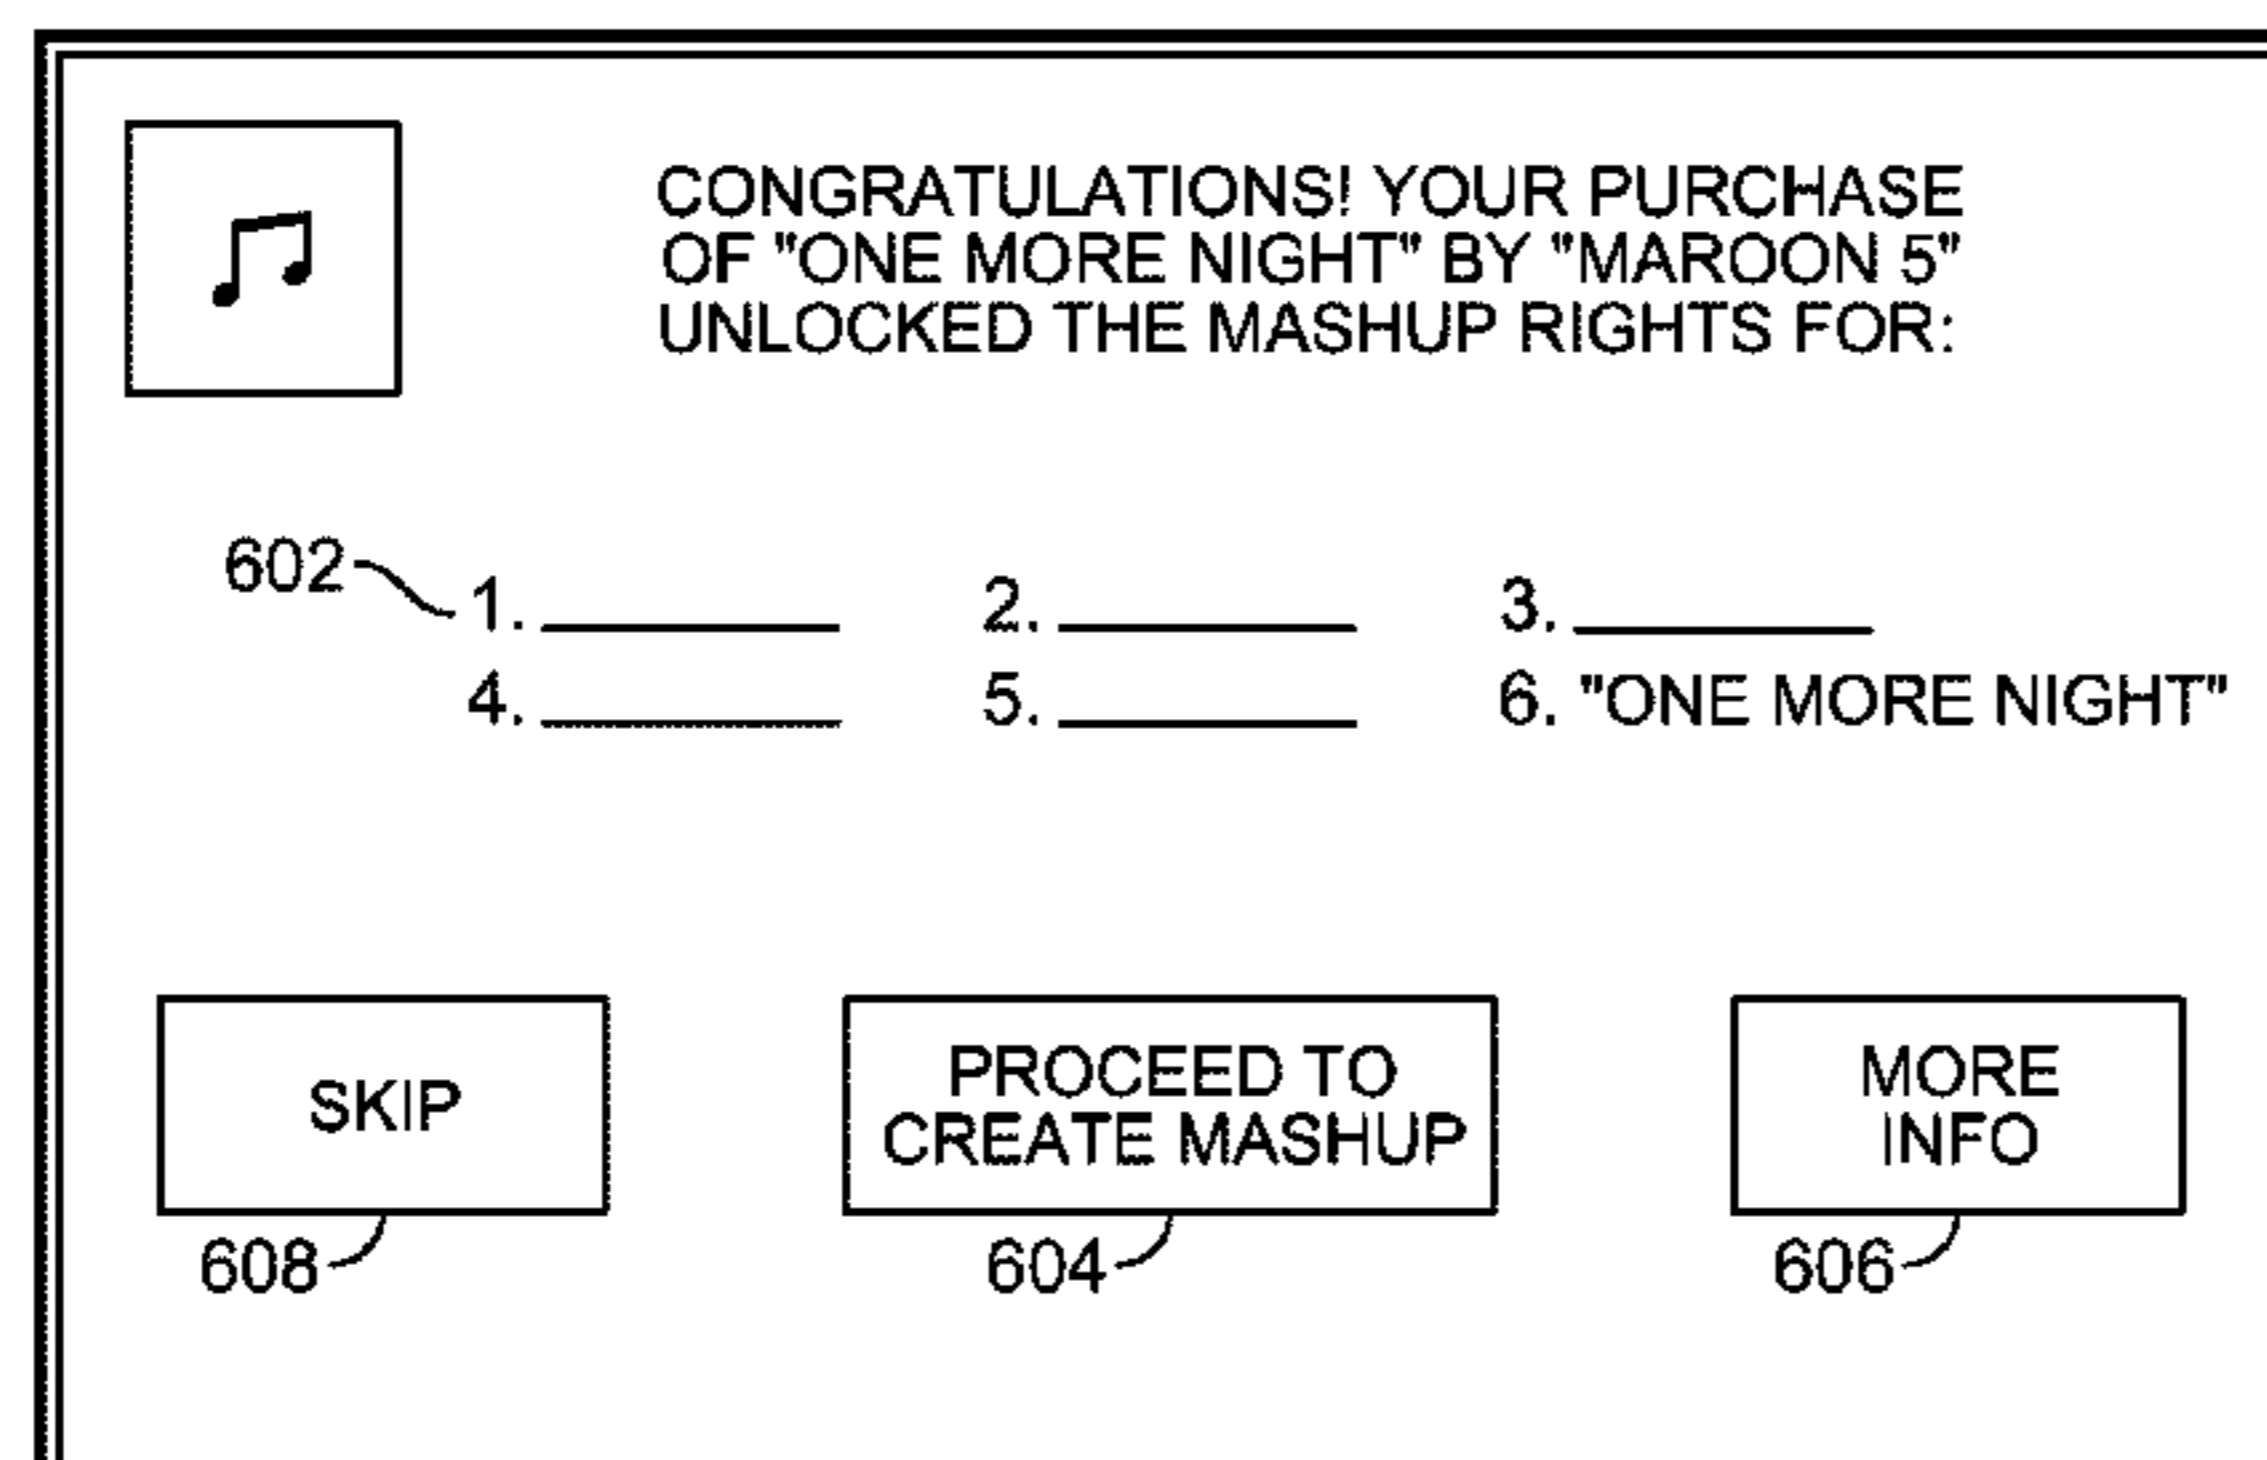 CONGRATULATIONS! YOUR PURCHASE
OF "ONE MORE NIGHT" BY "MAROON 5"
UNLOCKED THE MASHUP RIGHTS FOR:
602
1. 2. 3.
4. 5. 6. "ONE MORE NIGHT"
SKIP
PROCEED TO
CREATE MASHUP
MORE
INFO
608 604 606